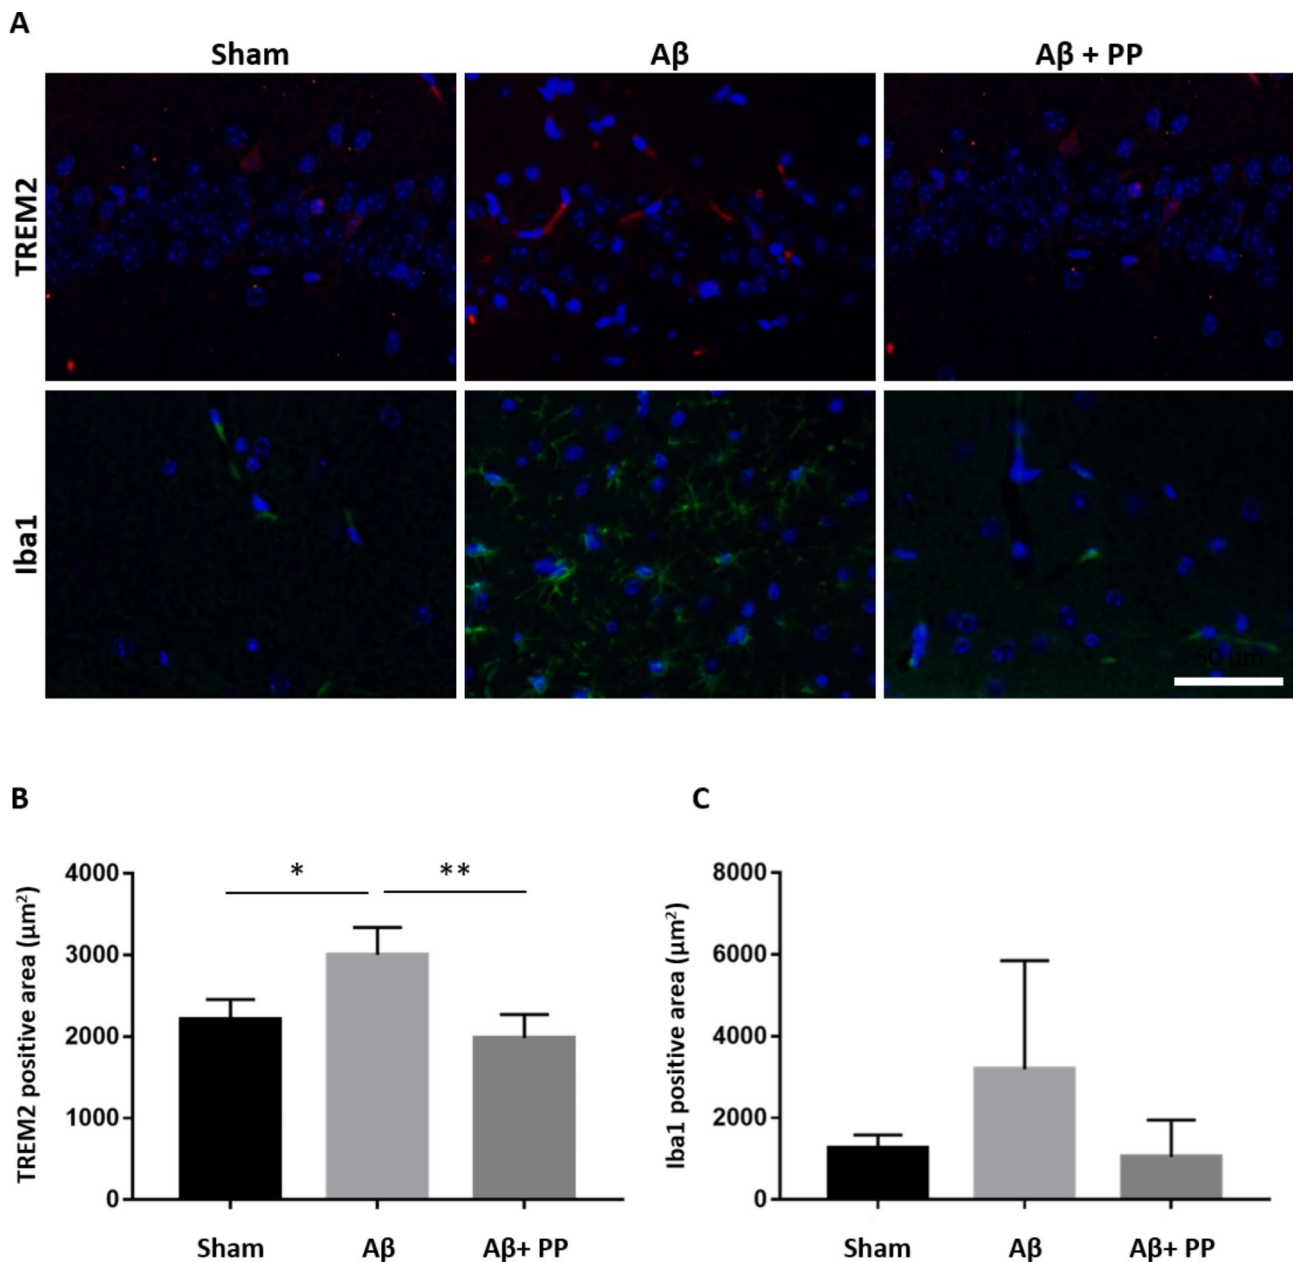 A
Sham Aβ Aβ + PP
TREM2
Iba1
50 µm
B
C
TREM2 positive area (µm²)
4000
3000
2000
1000
0
* **
Sham Aβ Aβ+ PP
Iba1 positive area (µm²)
8000
6000
4000
2000
0
Sham Aβ Aβ+ PP